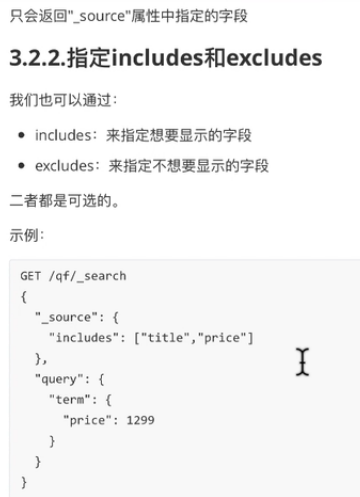 只会返回"_source"属性中指定的字段
3.2.2.指定includes和excludes
我们也可以通过：
• includes：来指定想要显示的字段
• excludes：来指定不想要显示的字段
二者都是可选的。
示例：
GET /qf/_search
{
  "_source": {
    "includes": ["title","price"]
  },
  "query": {
    "term": {
      "price": 1299
    }
  }
}